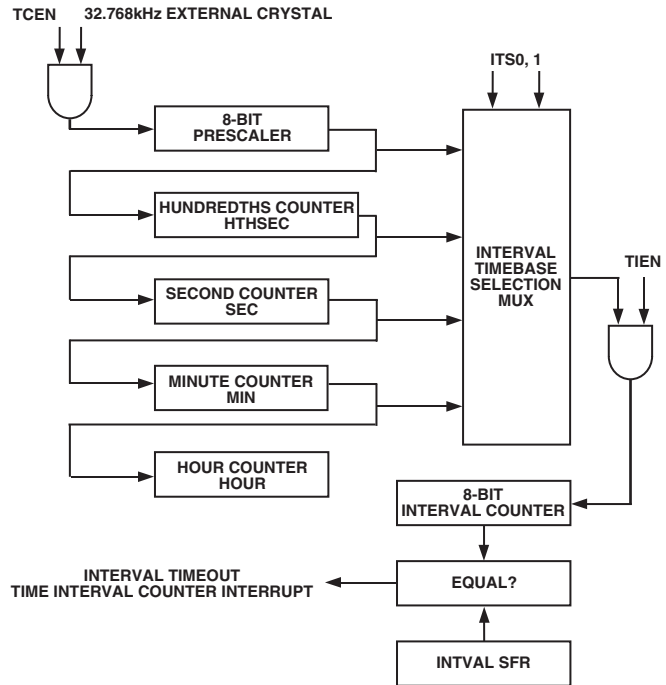 TCEN
32.768kHz EXTERNAL CRYSTAL
ITS0, 1
8-BIT
PRESCALER
HUNDREDTHS COUNTER
HTHSEC
INTERVAL
TIMEBASE
SELECTION
MUX
TIEN
SECOND COUNTER
SEC
MINUTE COUNTER
MIN
HOUR COUNTER
HOUR
8-BIT
INTERVAL COUNTER
INTERVAL TIMEOUT
TIME INTERVAL COUNTER INTERRUPT
EQUAL?
INTVAL SFR